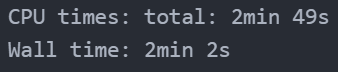 CPU times: total: 2min 49s
Wall time: 2min 2s